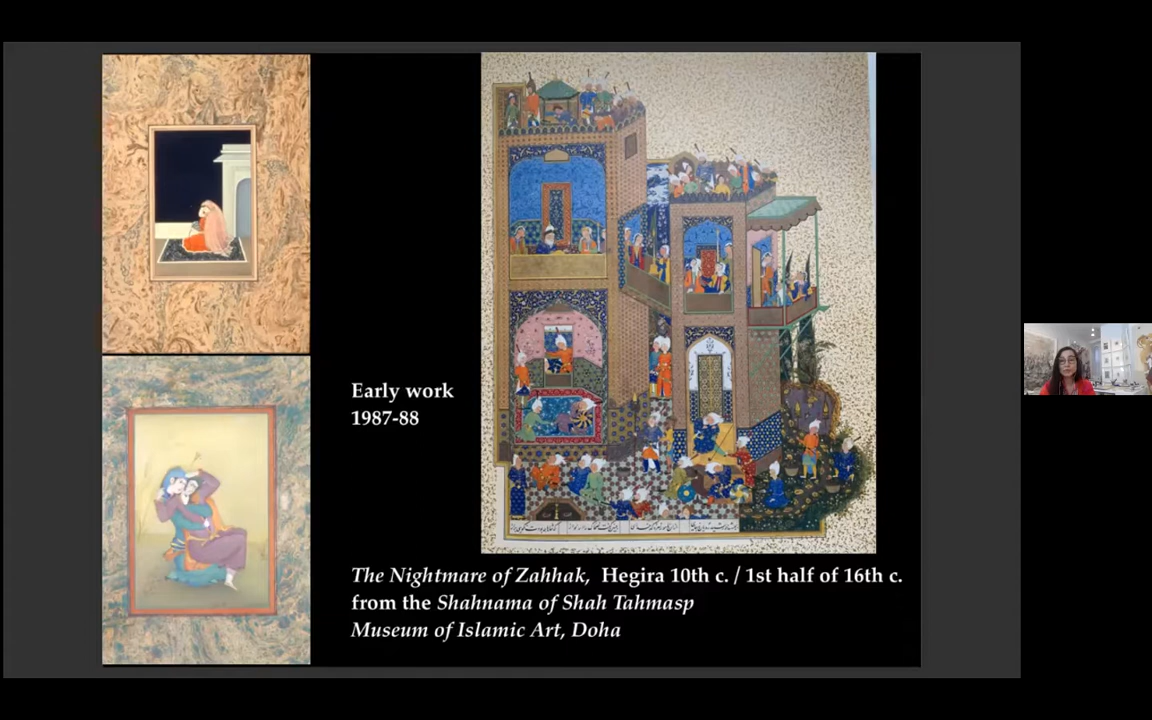 Early work
1987-88
The Nightmare of Zahhak, Hegira 10th c. / 1st half of 16th c.
from the Shahnama of Shah Tahmasp
Museum of Islamic Art, Doha